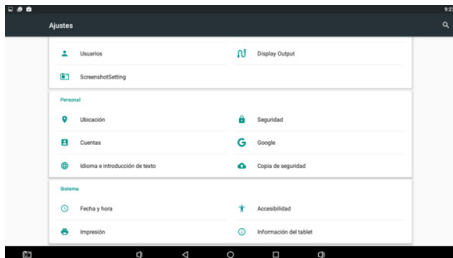 Ajustes
Usuarios
Display Output
ScreenshotSetting
Personal
Ubicación
Seguridad
Cuentas
Google
Idioma e introducción de texto
Copia de seguridad
Sistema
Fecha y hora
Accesibilidad
Impresión
Información del tablet